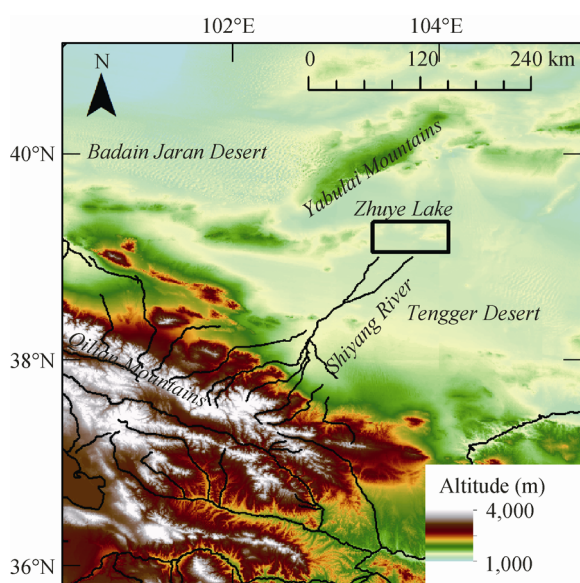 102°E 104°E
N
0 120 240 km
40°N
Badain Jaran Desert
Yabulai Mountains
Zhuye Lake
Shiyang River
Tengger Desert
38°N
Qilian Mountains
Altitude (m)
4,000
1,000
36°N